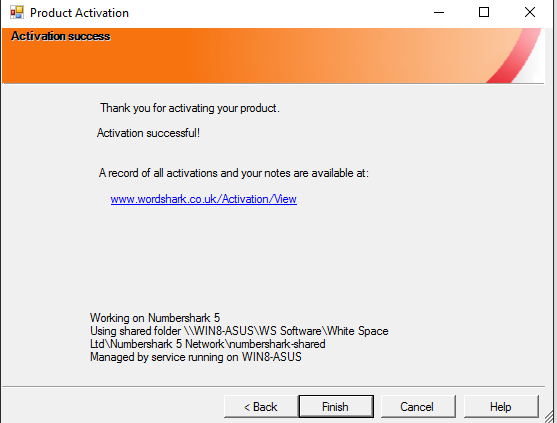 Product Activation
Activation success
Thank you for activating your product.
Activation successful!
A record of all activations and your notes are available at:
www.wordshark.co.uk/Activation/View
Working on Numbershark 5
Using shared folder \\WIN8-ASUS\WS Software\White Space
Ltd\Numbershark 5 Network\numbershark-shared
Managed by service running on WIN8-ASUS
< Back Finish Cancel Help